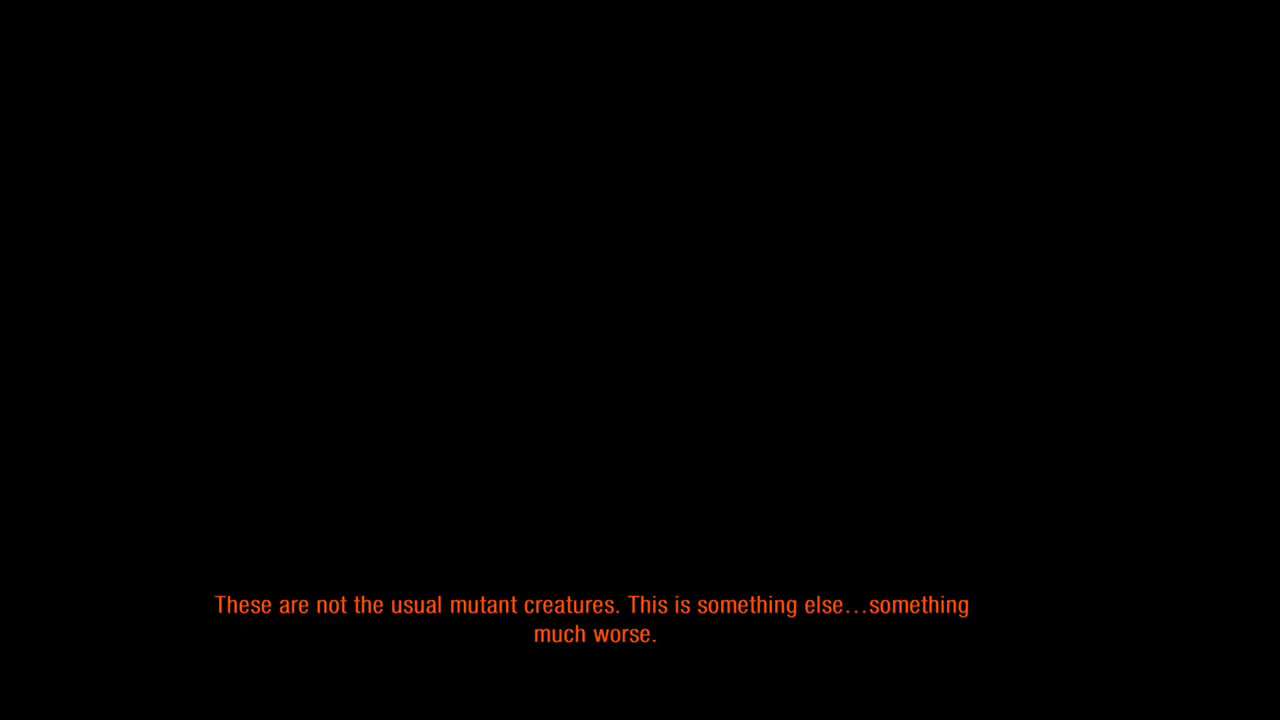 These are not the usual mutant creatures. This is something else...something
much worse.